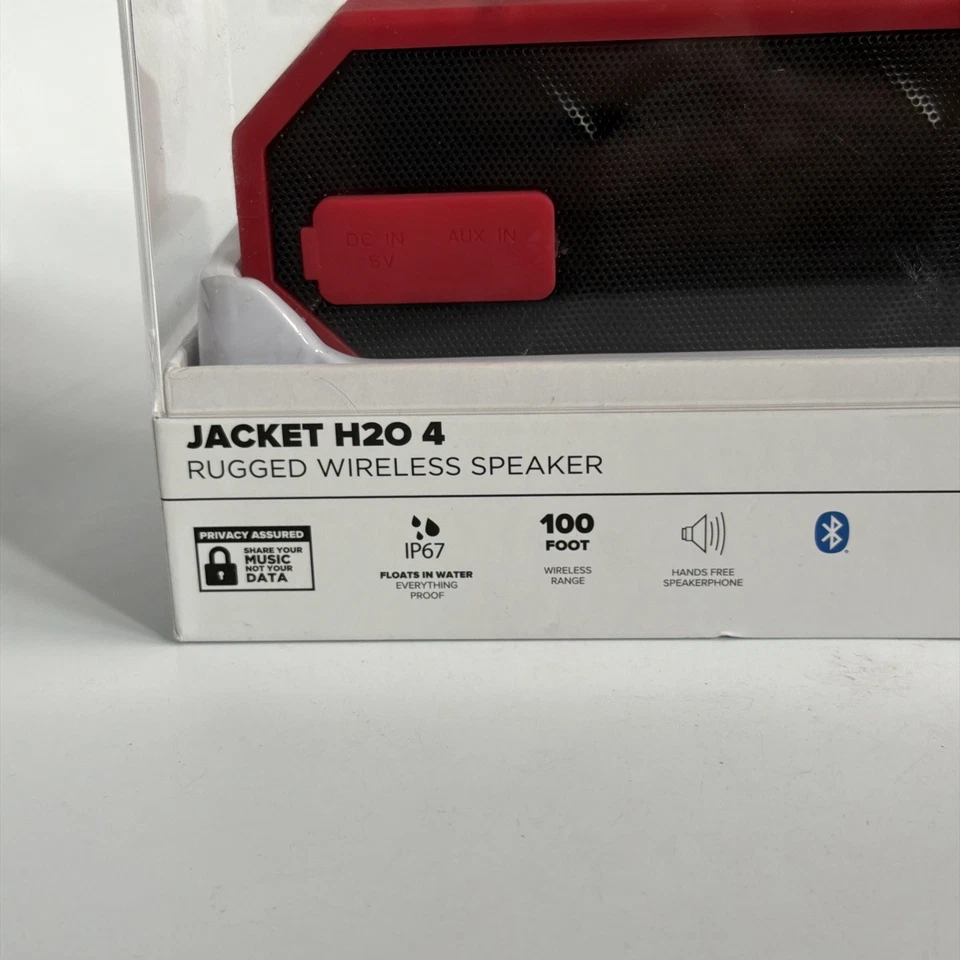 DC IN AUX IN
5V
JACKET H2O 4
RUGGED WIRELESS SPEAKER
PRIVACY ASSURED
SHARE YOUR
MUSIC
NOT YOUR
DATA
IP67
FLOATS IN WATER
EVERYTHING
PROOF
100
FOOT
WIRELESS
RANGE
HANDS FREE
SPEAKERPHONE